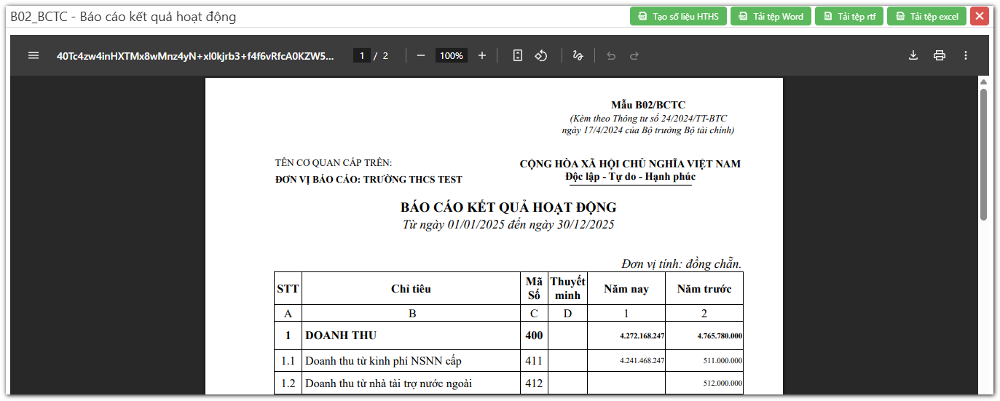 B02_BCTC - Báo cáo kết quả hoạt động
Tạo số liệu HTHS
Tải tệp Word
Tải tệp rtf
Tải tệp excel
40Tc4zw4inHXTMx8wMnz4yN+xl0kjrb3+f4f6vRfcA0KZW5...
1 / 2
100%
Mẫu B02/BCTC
(Kèm theo Thông tư số 24/2024/TT-BTC
ngày 17/4/2024 của Bộ trưởng Bộ tài chính)
TÊN CƠ QUAN CẤP TRÊN:
ĐƠN VỊ BÁO CÁO: TRƯỜNG THCS TEST
CỘNG HÒA XÃ HỘI CHỦ NGHĨA VIỆT NAM
Độc lập - Tự do - Hạnh phúc
BÁO CÁO KẾT QUẢ HOẠT ĐỘNG
Từ ngày 01/01/2025 đến ngày 30/12/2025
Đơn vị tính: đồng chẵn.
STT Chỉ tiêu Mã Số Thuyết minh Năm nay Năm trước
A B C D 1 2
1 DOANH THU 400 4.272.168.247 4.765.780.000
1.1 Doanh thu từ kinh phí NSNN cấp 411 4.241.468.247 511.000.000
1.2 Doanh thu từ nhà tài trợ nước ngoài 412 512.000.000